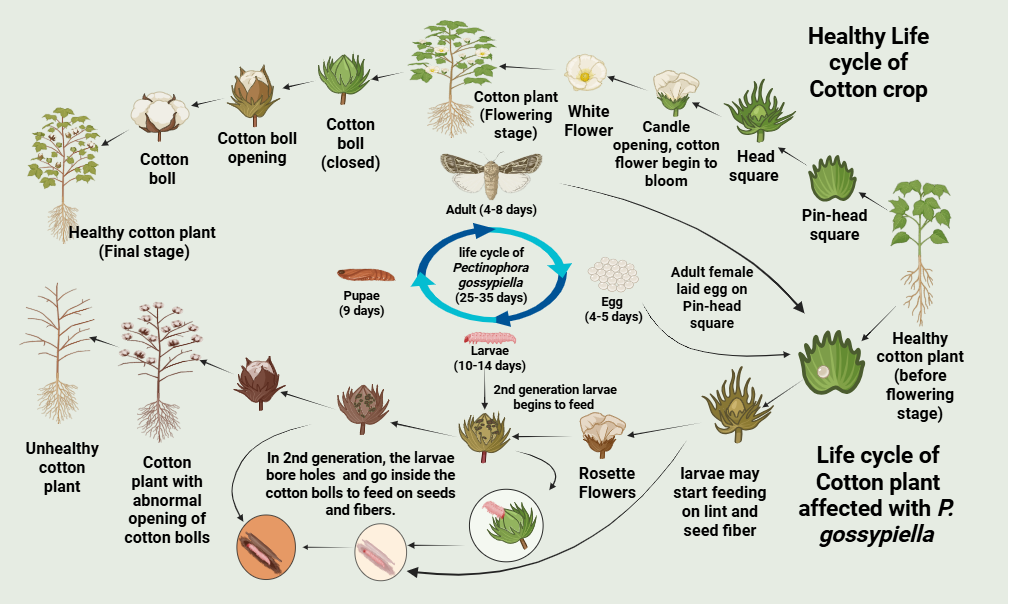 Healthy Life
cycle of
Cotton crop
Cotton plant
(Flowering
stage)
White
Flower
Candle
opening, cotton
flower begin to
bloom
Head
square
Pin-head
square
Cotton
boll
(closed)
Cotton boll
opening
Cotton
boll
Healthy cotton plant
(Final stage)
Adult (4-8 days)
life cycle of
Pectinophora
gossypiella
(25-35 days)
Pupae
(9 days)
Egg
(4-5 days)
Larvae
(10-14 days)
Adult female
laid egg on
Pin-head
square
Healthy
cotton plant
(before
flowering
stage)
2nd generation larvae
begins to feed
Rosette
Flowers
larvae may
start feeding
on lint and
seed fiber
In 2nd generation, the larvae
bore holes and go inside the
cotton bolls to feed on seeds
and fibers.
Cotton
plant with
abnormal
opening of
cotton bolls
Unhealthy
cotton
plant
Life cycle of
Cotton plant
affected with P.
gossypiella